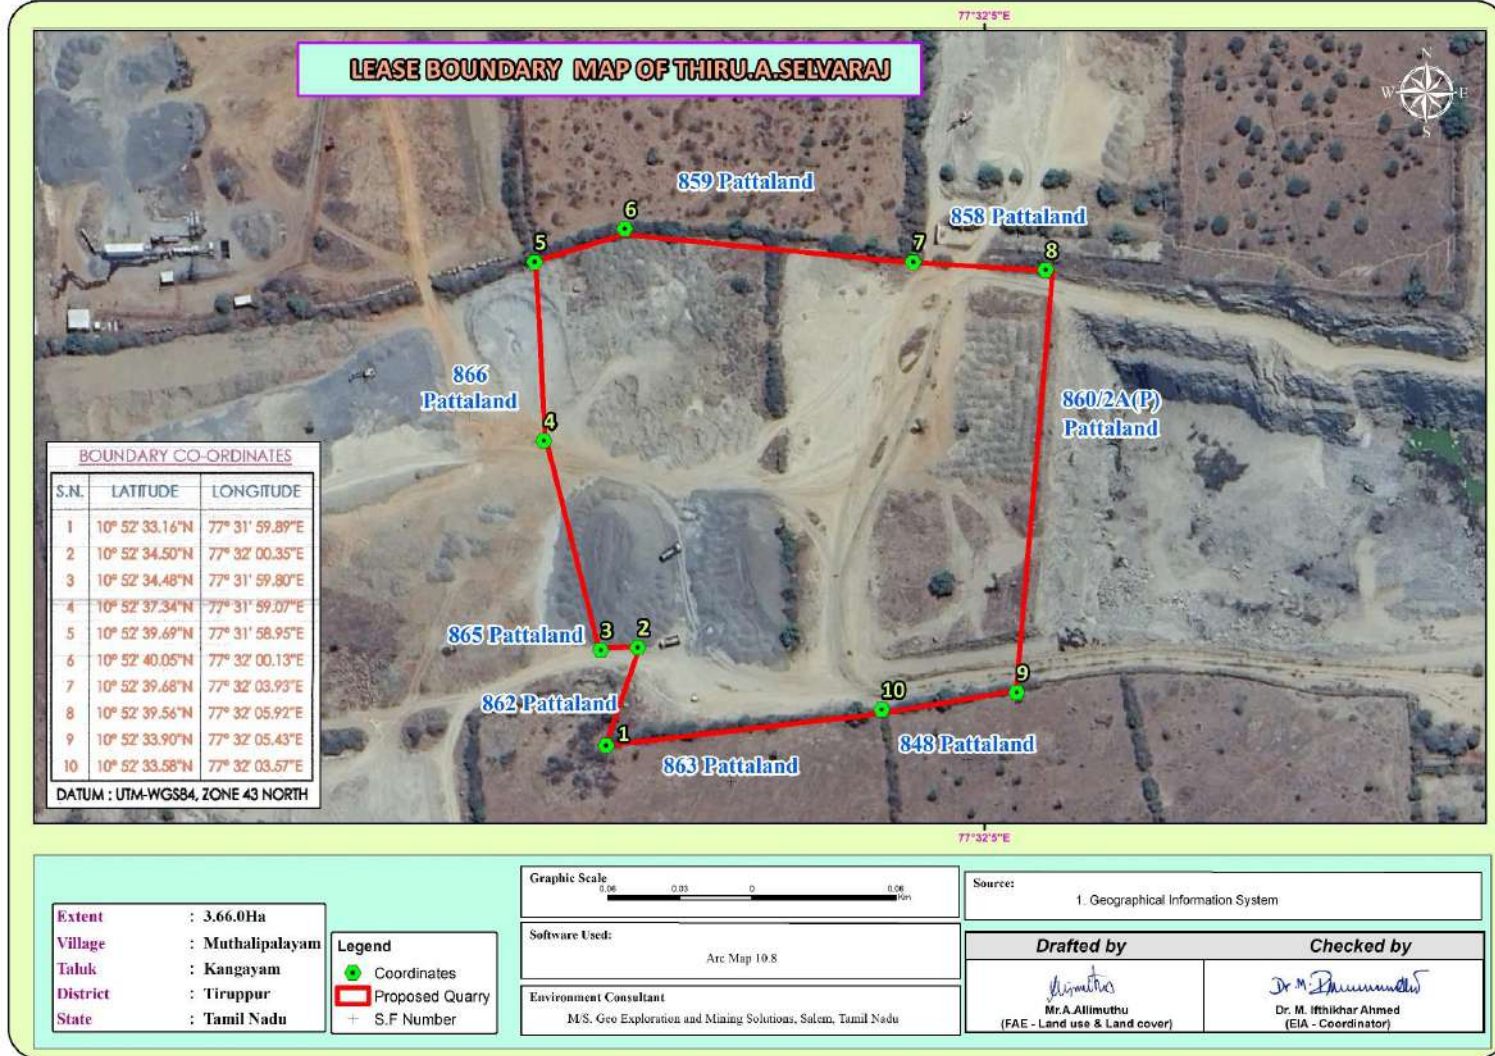 77°32'5"E
LEASE BOUNDARY MAP OF THIRU.A.SELVARAJ
N
W E
S
859 Pattaland
6
858 Pattaland
5
7
8
866
Pattaland
860/2A(P)
Pattaland
4
BOUNDARY CO-ORDINATES
S.N. LATITUDE LONGITUDE
1 10° 52' 33.16"N 77° 31' 59.89"E
2 10° 52' 34.50"N 77° 32' 00.35"E
3 10° 52' 34.48"N 77° 31' 59.80"E
4 10° 52' 37.34"N 77° 31' 59.07"E
5 10° 52' 39.69"N 77° 31' 58.95"E
6 10° 52' 40.05"N 77° 32' 00.13"E
7 10° 52' 39.68"N 77° 32' 03.93"E
8 10° 52' 39.56"N 77° 32' 05.92"E
9 10° 52' 33.90"N 77° 32' 05.43"E
10 10° 52' 33.58"N 77° 32' 03.57"E
DATUM : UTM-WGS84, ZONE 43 NORTH
865 Pattaland
3 2
862 Pattaland
9
10
1
848 Pattaland
863 Pattaland
77°32'5"E
Extent : 3.66.0Ha
Village : Muthalipalayam
Taluk : Kangayam
District : Tiruppur
State : Tamil Nadu
Legend
Coordinates
Proposed Quarry
S.F Number
Graphic Scale
0.06 0.03 0 0.06
Km
Software Used:
Arc Map 10.8
Environment Consultant
M/S. Geo Exploration and Mining Solutions, Salem, Tamil Nadu
Source:
1. Geographical Information System
Drafted by
Mr.A.Allimuthu
(FAE - Land use & Land cover)
Checked by
Dr. M. Ifthikhar Ahmed
(EIA - Coordinator)